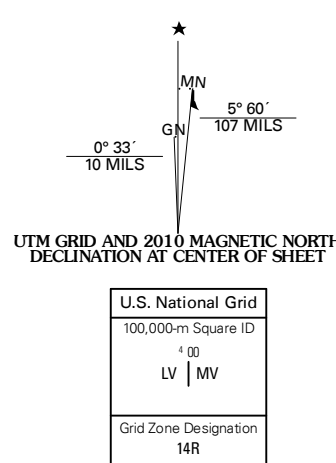 ★
MN
5° 60´
107 MILS
GN
0° 33´
10 MILS
UTM GRID AND 2010 MAGNETIC NORTH
DECLINATION AT CENTER OF SHEET
U.S. National Grid
100,000-m Square ID
4 00
LV | MV
Grid Zone Designation
14R